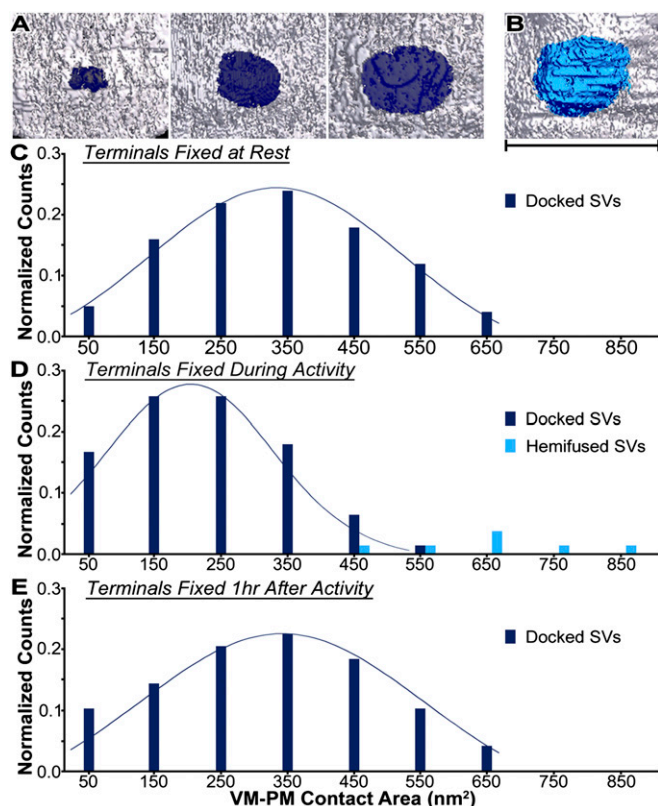 A
B
C
Terminals Fixed at Rest
0.3
0.2
0.1
0.0
Normalized Counts
Docked SVs
50 150 250 350 450 550 650 750 850
D
Terminals Fixed During Activity
0.3
0.2
0.1
0.0
Normalized Counts
Docked SVs
Hemifused SVs
50 150 250 350 450 550 650 750 850
E
Terminals Fixed 1hr After Activity
0.3
0.2
0.1
0.0
Normalized Counts
Docked SVs
50 150 250 350 450 550 650 750 850
VM-PM Contact Area (nm²)